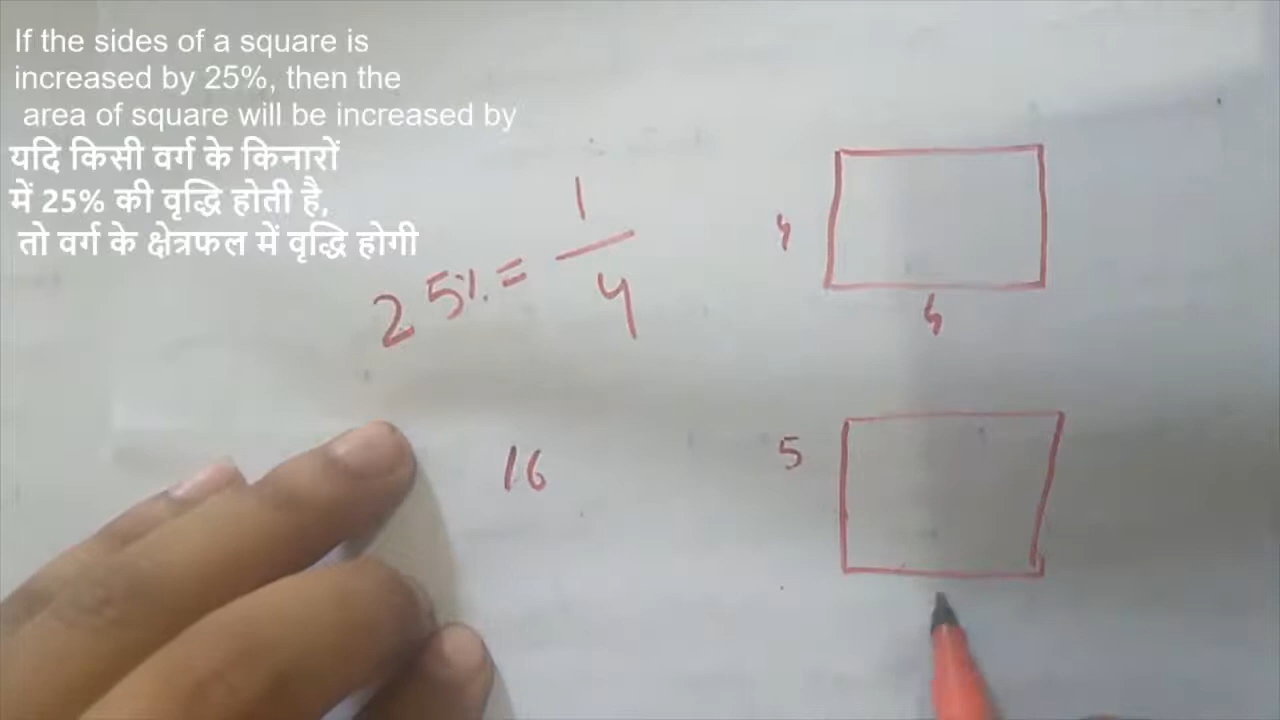 If the sides of a square is
increased by 25%, then the
area of square will be increased by
यदि किसी वर्ग के किनारों
में 25% की वृद्धि होती है,
तो वर्ग के क्षेत्रफल में वृद्धि होगी
25% = 1/4
4
4
16
5